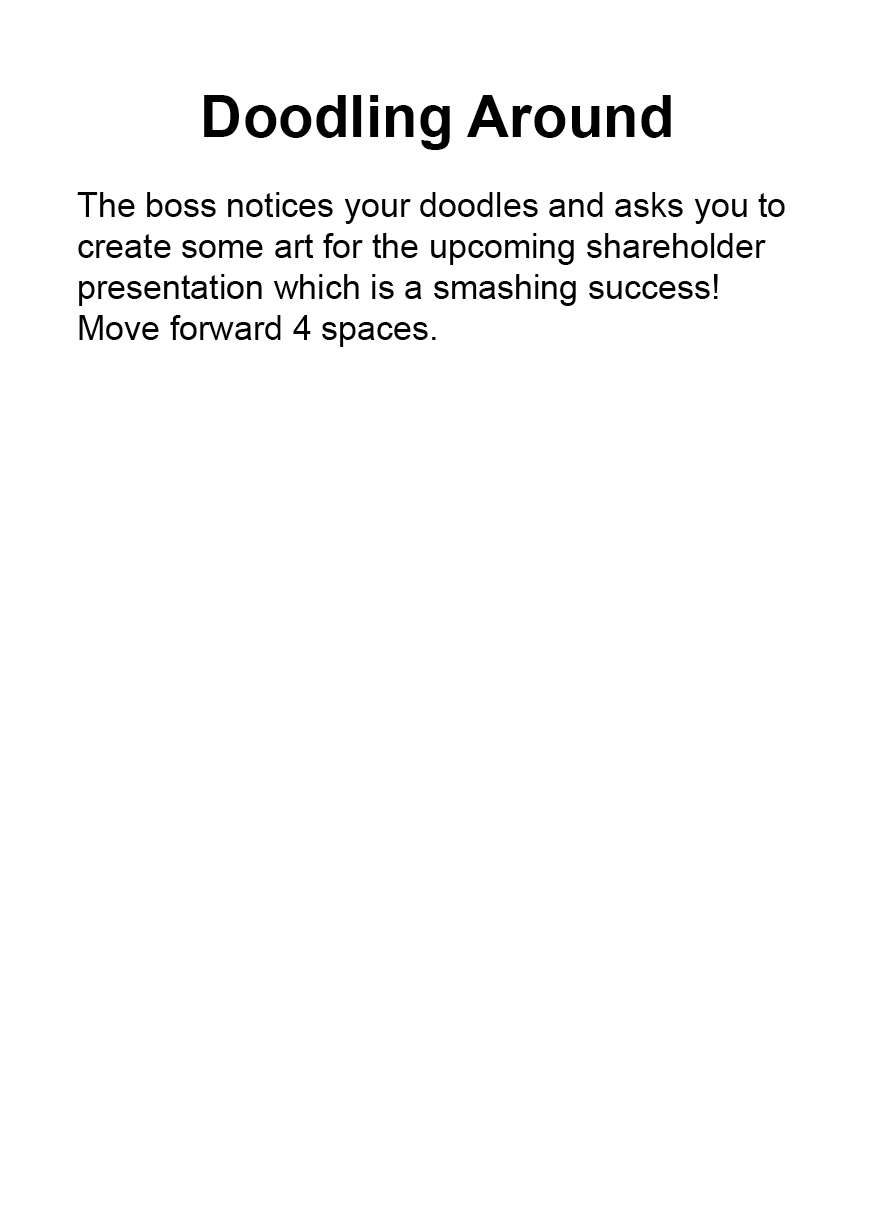 Doodling Around
The boss notices your doodles and asks you to
create some art for the upcoming shareholder
presentation which is a smashing success!
Move forward 4 spaces.